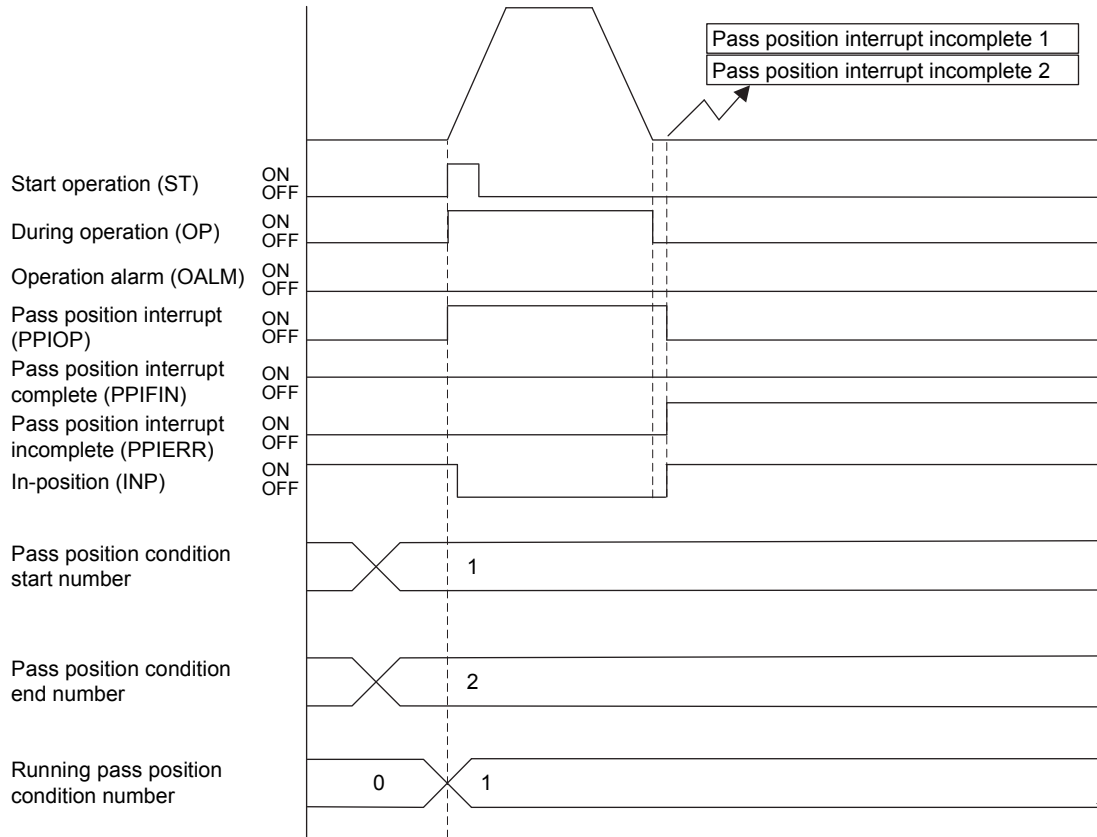 Pass position interrupt incomplete 1
Pass position interrupt incomplete 2
Start operation (ST)
ON
OFF
During operation (OP)
ON
OFF
Operation alarm (OALM)
ON
OFF
Pass position interrupt
(PPIOP)
ON
OFF
Pass position interrupt
complete (PPIFIN)
ON
OFF
Pass position interrupt
incomplete (PPIERR)
ON
OFF
In-position (INP)
ON
OFF
Pass position condition
start number
1
Pass position condition
end number
2
Running pass position
condition number
0
1